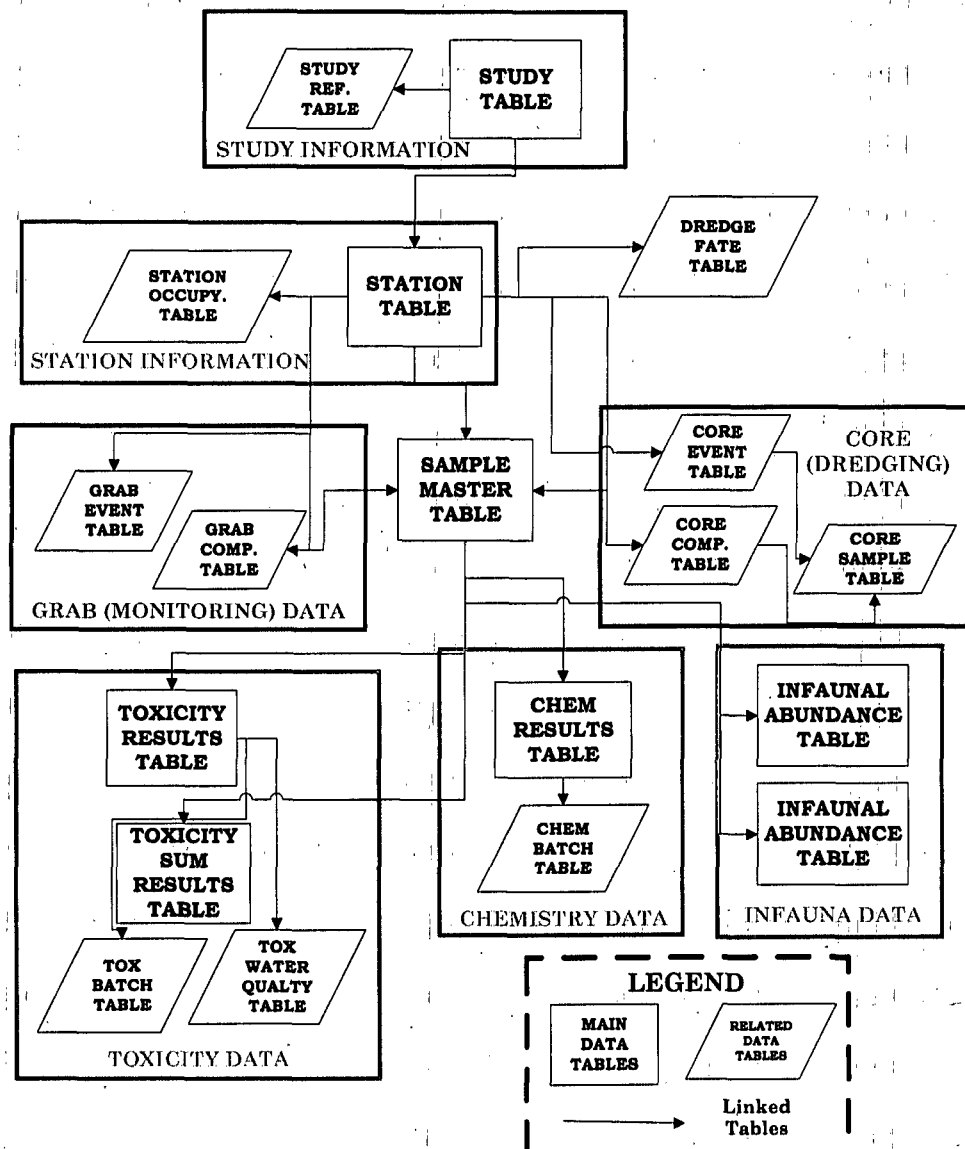 STUDY
REF.
TABLE
STUDY
TABLE
STUDY INFORMATION
DREDGE
FATE
TABLE
STATION
OCCUPY.
TABLE
STATION
TABLE
STATION INFORMATION
GRAB
EVENT
TABLE
GRAB
COMP.
TABLE
GRAB (MONITORING) DATA
SAMPLE
MASTER
TABLE
CORE
EVENT
TABLE
CORE
(DREDGING)
DATA
CORE
COMP.
TABLE
CORE
SAMPLE
TABLE
TOXICITY
RESULTS
TABLE
TOXICITY
SUM
RESULTS
TABLE
TOX
BATCH
TABLE
TOX
WATER
QUALTY
TABLE
TOXICITY DATA
CHEM
RESULTS
TABLE
CHEM
BATCH
TABLE
CHEMISTRY DATA
INFAUNAL
ABUNDANCE
TABLE
INFAUNAL
ABUNDANCE
TABLE
INFAUNA DATA
LEGEND
MAIN
DATA
TABLES
RELATED
DATA
TABLES
Linked
Tables